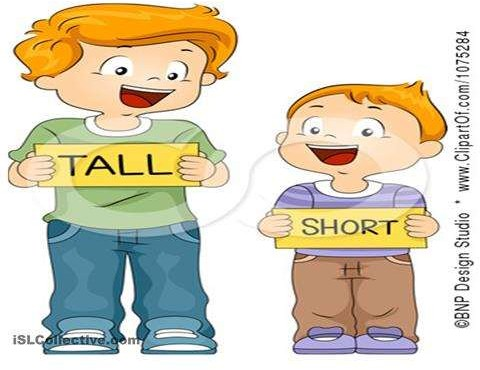 TALL
SHORT
iSLCollective.com
©BNP Design Studio * www.ClipartOf.com/1075284